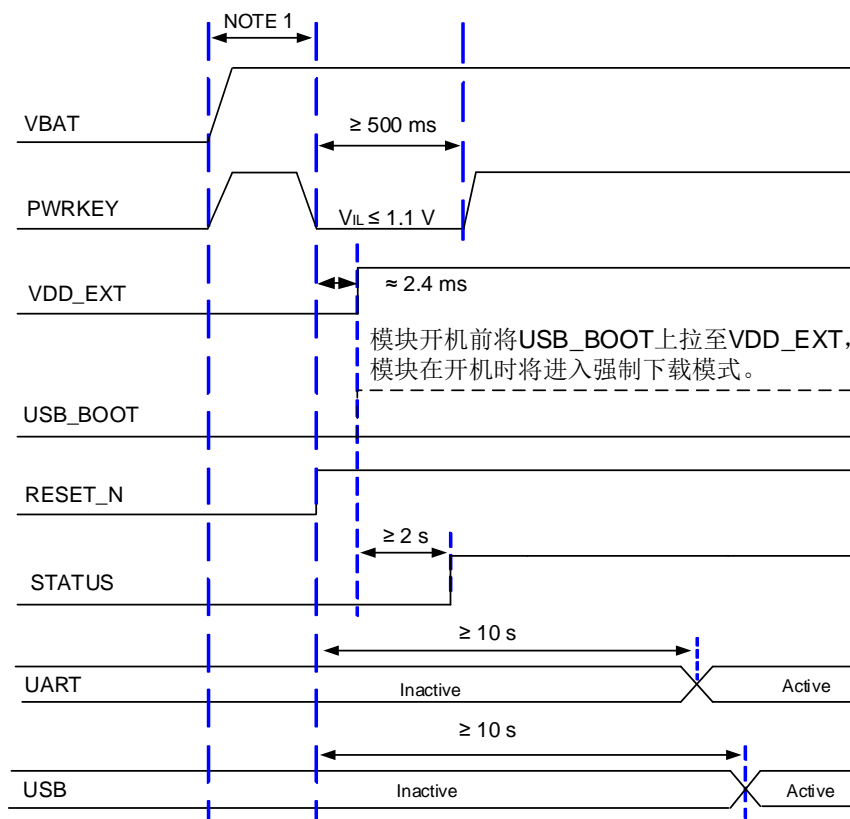 NOTE 1
VBAT
≥ 500 ms
PWRKEY
VIL ≤ 1.1 V
VDD_EXT
≈ 2.4 ms
模块开机前将USB_BOOT上拉至VDD_EXT，
模块在开机时将进入强制下载模式。
USB_BOOT
RESET_N
≥ 2 s
STATUS
≥ 10 s
UART
Inactive
Active
≥ 10 s
USB
Inactive
Active